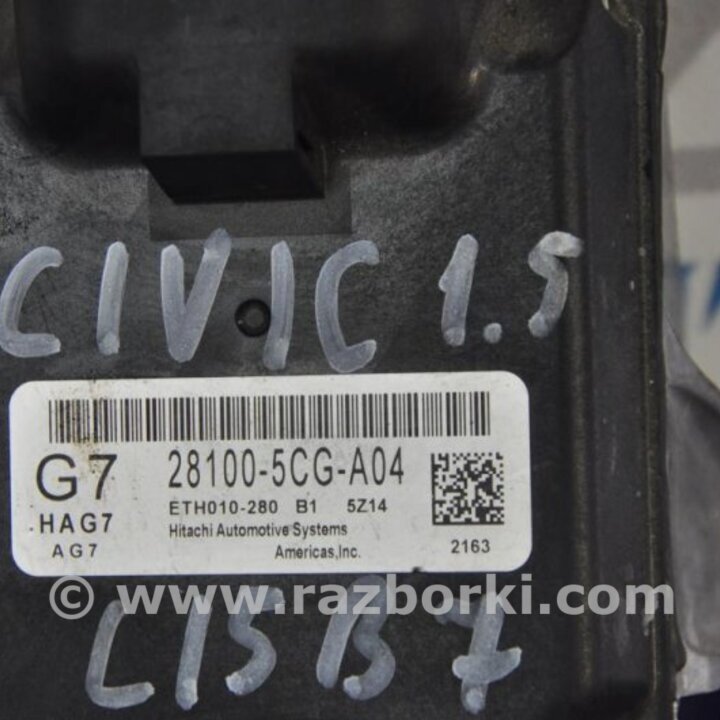 CIVIC 1.5
G7 28100-5CG-A04
ETH010-280 B1 5Z14
HAG7 Hitachi Automotive Systems
AG7 Americas,Inc. 2163
© www.razborki.com
L15B7